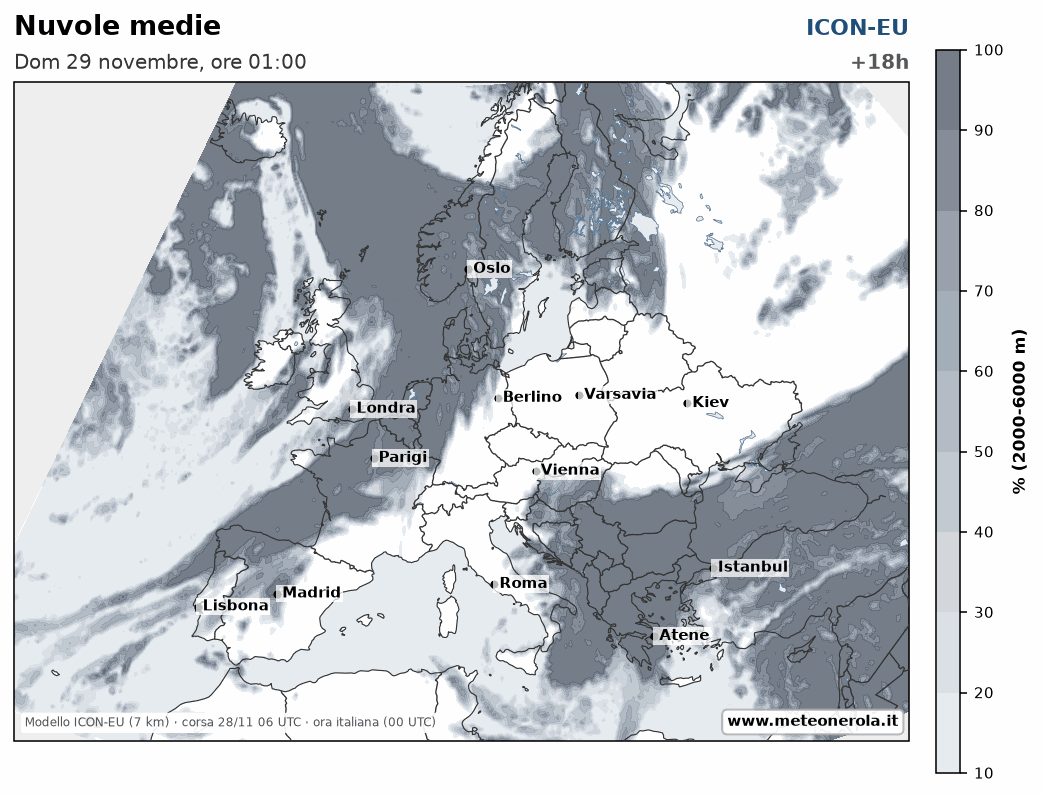 Nuvole medie
ICON-EU
Dom 29 novembre, ore 01:00
+18h
100
90
80
70
60
50
40
30
20
10
% (2000-6000 m)
Oslo
Berlino
Varsavia
Kiev
Londra
Parigi
Vienna
Istanbul
Roma
Madrid
Lisbona
Atene
Modello ICON-EU (7 km) · corsa 28/11 06 UTC · ora italiana (00 UTC)
www.meteonerola.it